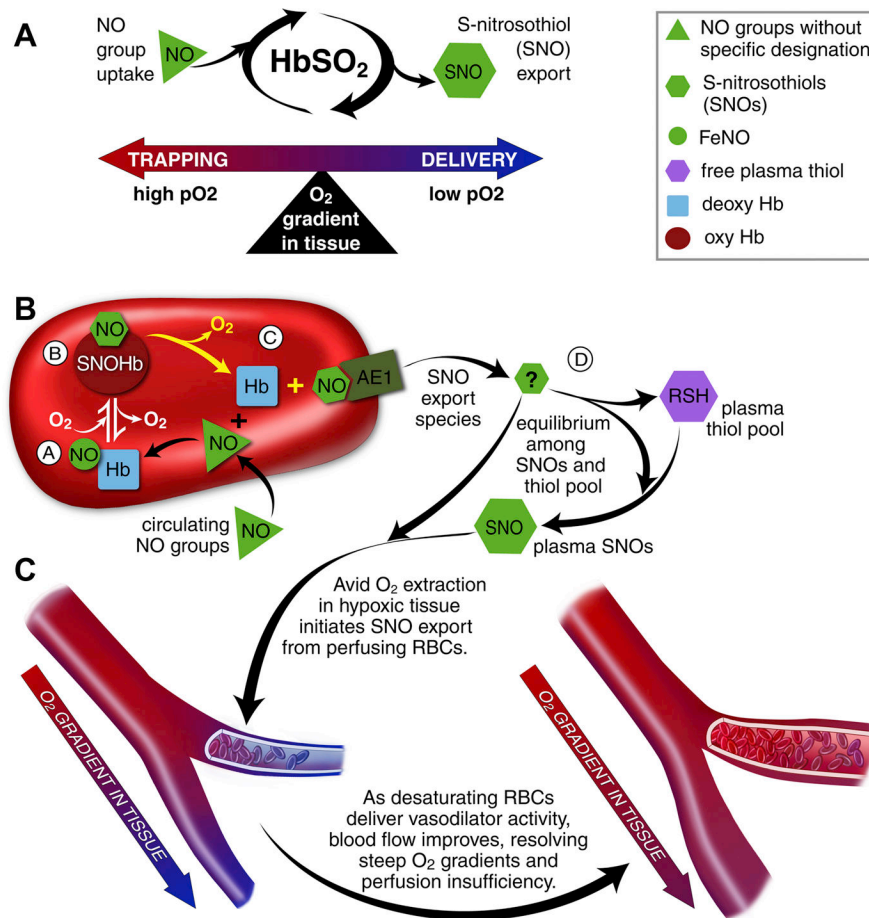 A
NO
group
uptake
NO
HbSO₂
SNO
S-nitrosothiol
(SNO)
export
TRAPPING
DELIVERY
high pO2
low pO2
O₂
gradient
in tissue
NO groups without
specific designation
S-nitrosothiols
(SNOs)
FeNO
free plasma thiol
deoxy Hb
oxy Hb
B
B
NO
SNOHb
O₂
C
Hb
+
NO
AE1
O₂
O₂
A
NO
Hb
+
NO
circulating
NO groups
NO
SNO
export
species
?
D
RSH
plasma
thiol pool
equilibrium
among
SNOs and
thiol pool
SNO
plasma SNOs
C
Avid O₂ extraction
in hypoxic tissue
initiates SNO export
from perfusing RBCs.
O₂ GRADIENT IN TISSUE
O₂ GRADIENT IN TISSUE
As desaturating RBCs
deliver vasodilator activity,
blood flow improves, resolving
steep O₂ gradients and
perfusion insufficiency.